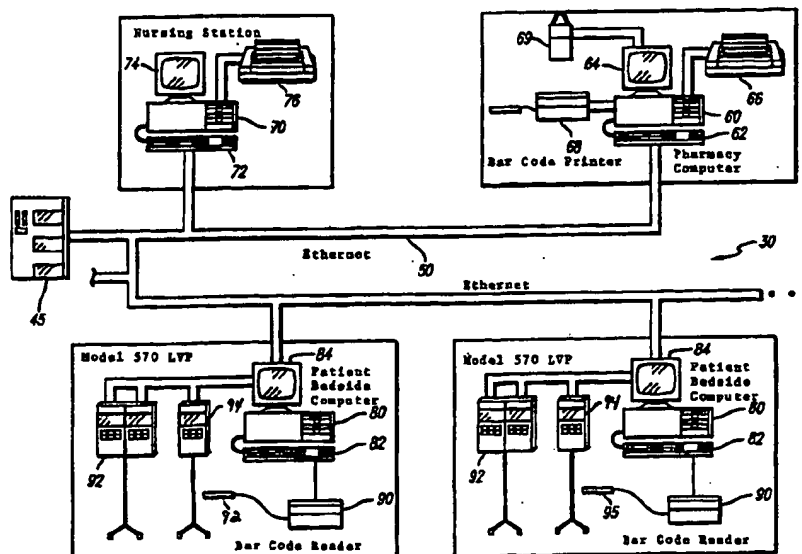 Nursing Station
74
76
70
72
69
64
66
60
62
68
Bar Code Printer
Pharmacy
Computer
45
Ethernet
50
30
Ethernet
Model 570 LVP
84
Patient
Bedside
Computer
94
80
82
92
92
90
Bar Code Reader
Model 570 LVP
84
Patient
Bedside
Computer
94
80
82
92
95
90
Bar Code Reader